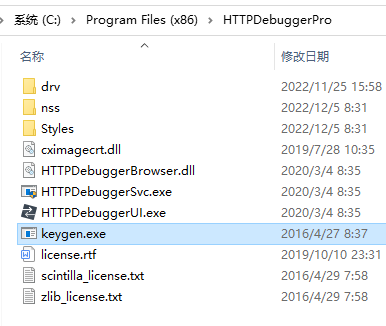 系统 (C:) > Program Files (x86) > HTTPDebuggerPro
名称 修改日期
drv 2022/11/25 15:58
nss 2022/12/5 8:31
Styles 2022/12/5 8:31
cximagecrt.dll 2019/7/28 10:35
HTTPDebuggerBrowser.dll 2020/3/4 8:35
HTTPDebuggerSvc.exe 2020/3/4 8:35
HTTPDebuggerUI.exe 2020/3/4 8:35
keygen.exe 2016/4/27 8:37
license.rtf 2019/10/10 23:31
scintilla_license.txt 2016/4/29 7:58
zlib_license.txt 2016/4/29 7:58